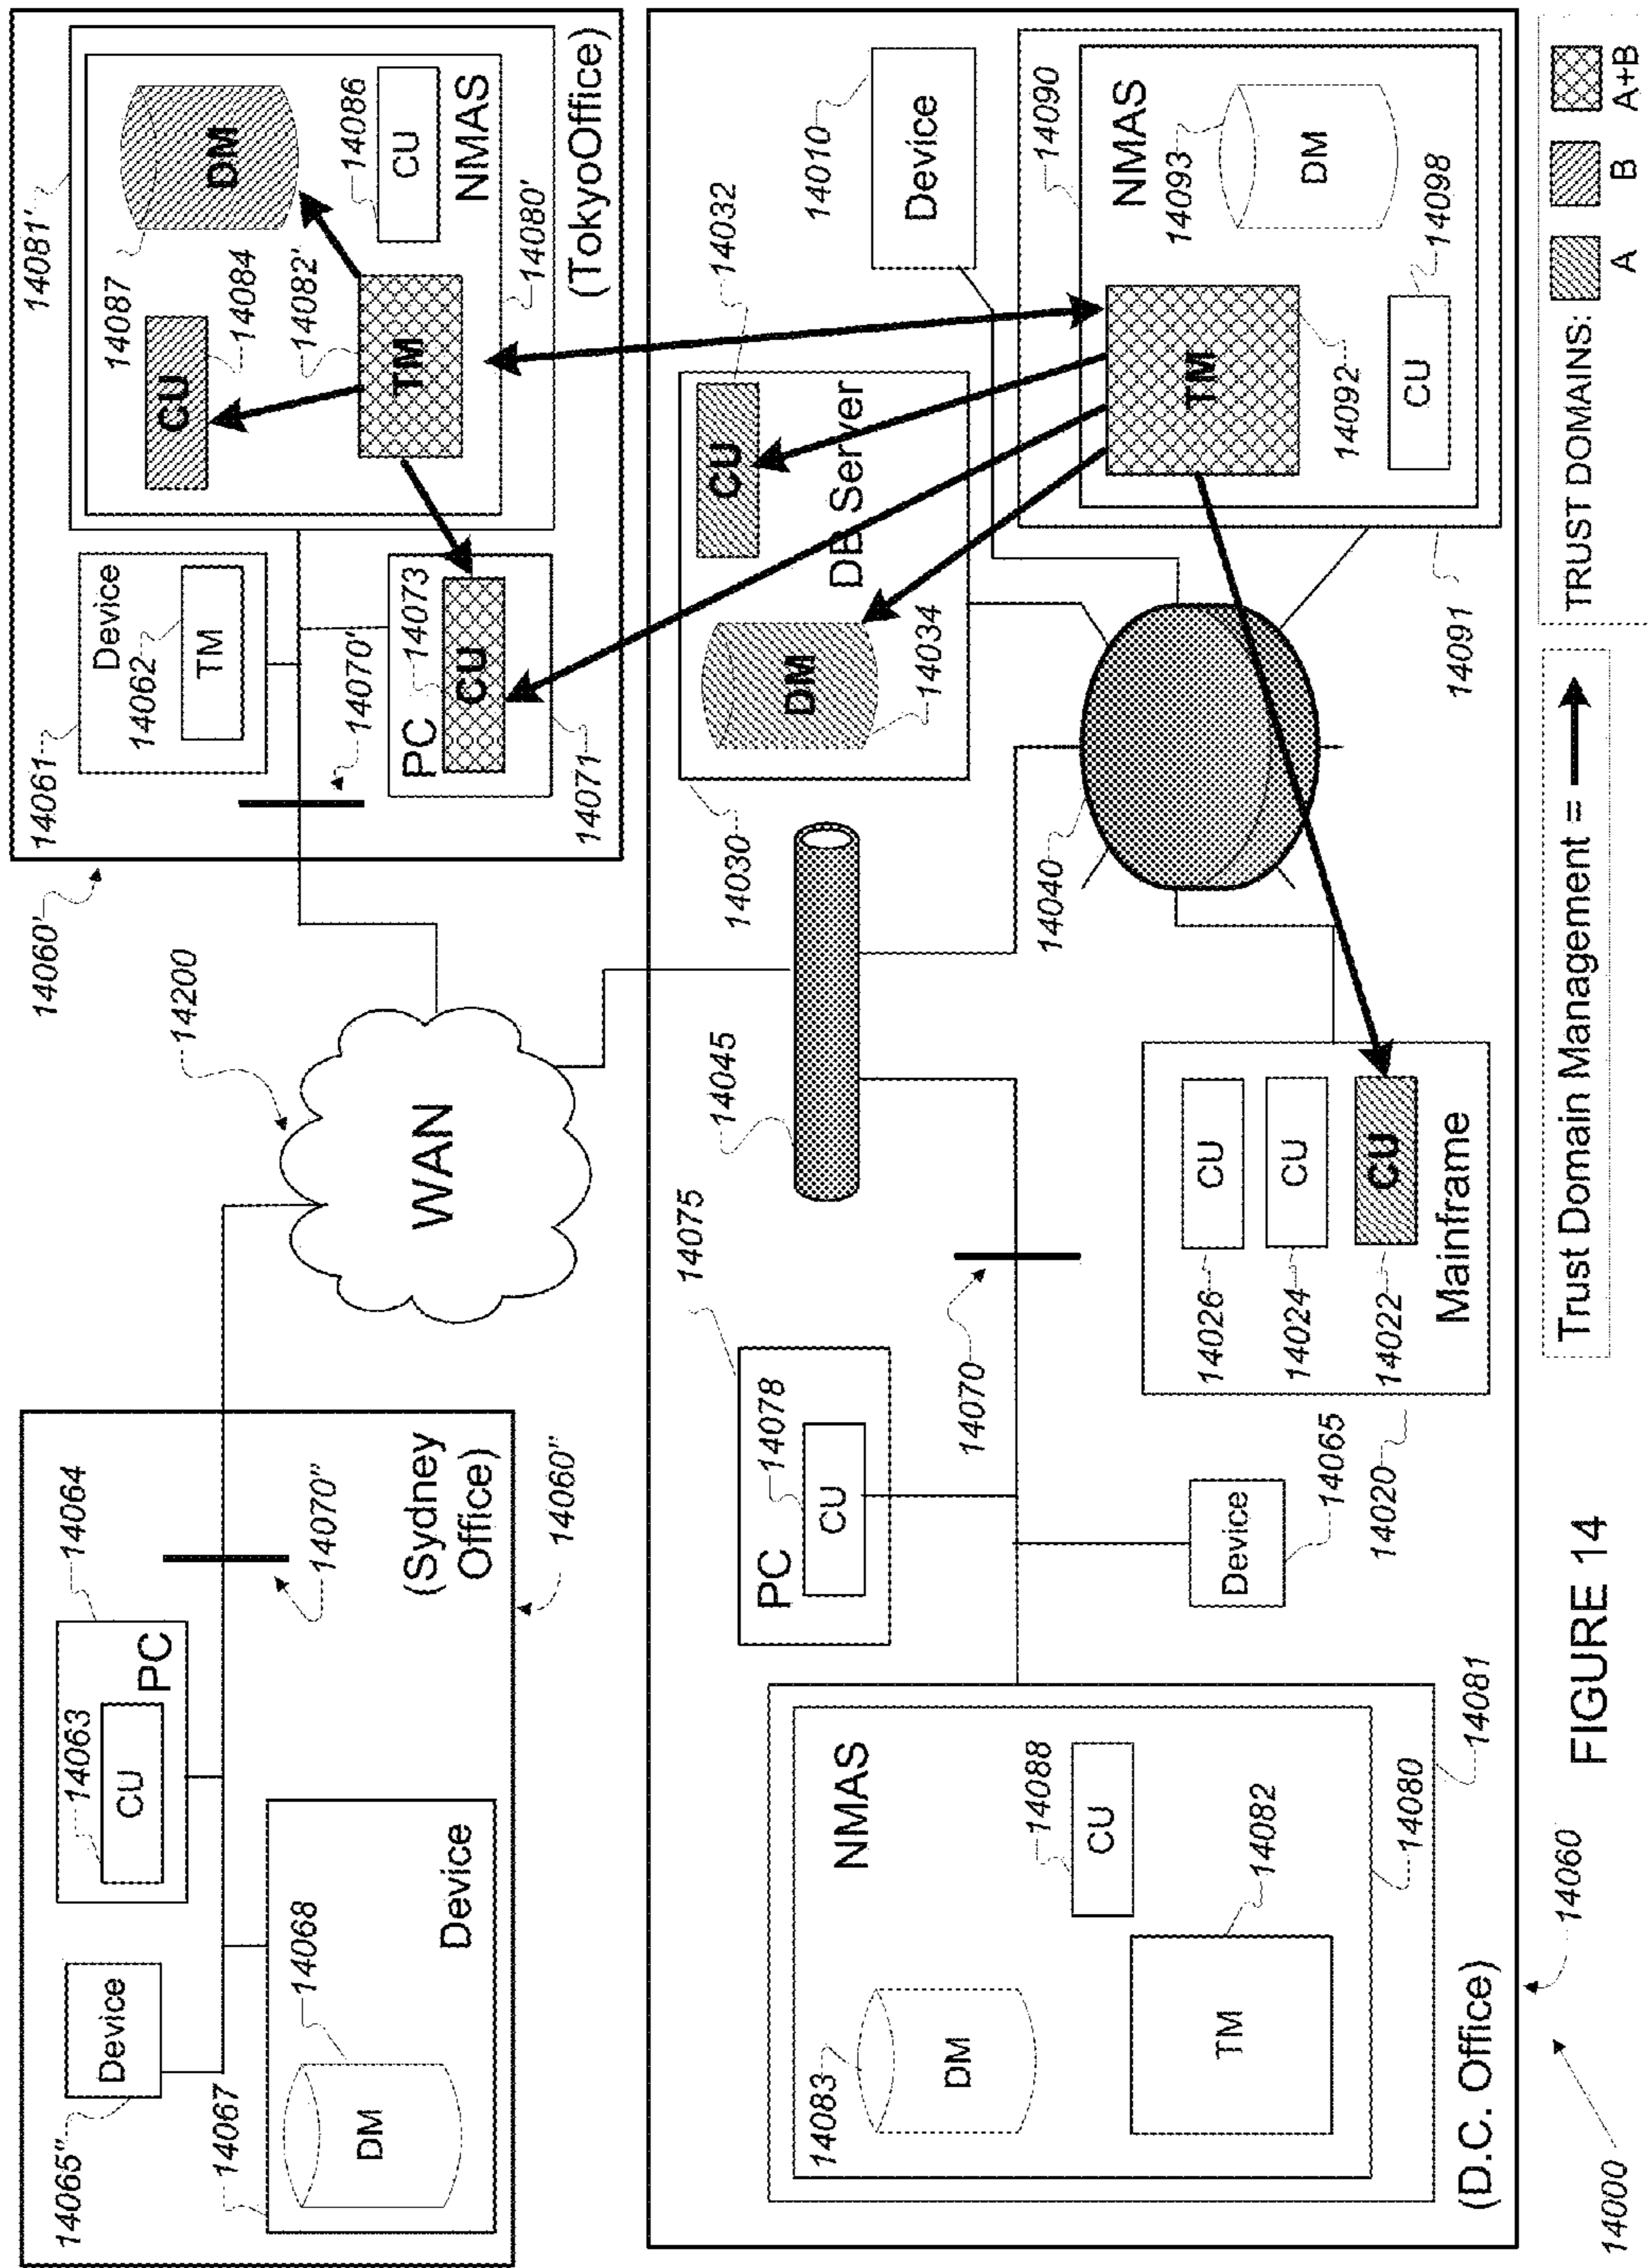 14065"
Device
14063
CU
PC
14064
14067
14068
DM
Device
14070"
(Sydney
Office)
14060"
14200
WAN
14060'
14061
Device
14062
TM
14070'
PC
14073
CU
14071
14081'
14087
CU
14084
14082'
TM
DM
14086
CU
NMAS
14080'
(TokyoOffice)
14083
DM
NMAS
TM
14088
CU
14082
14080
14081
PC
14078
CU
14075
14070
Device
14065
14045
14030
DM
14034
DB Server
CU
14032
14010
Device
14040
14026
CU
14024
CU
14022
CU
Mainframe
14020
TM
14092
NMAS
14090
14093
DM
CU
14098
14091
(D.C. Office)
14060
14000
FIGURE 14
Trust Domain Management =
TRUST DOMAINS:
A
B
A+B